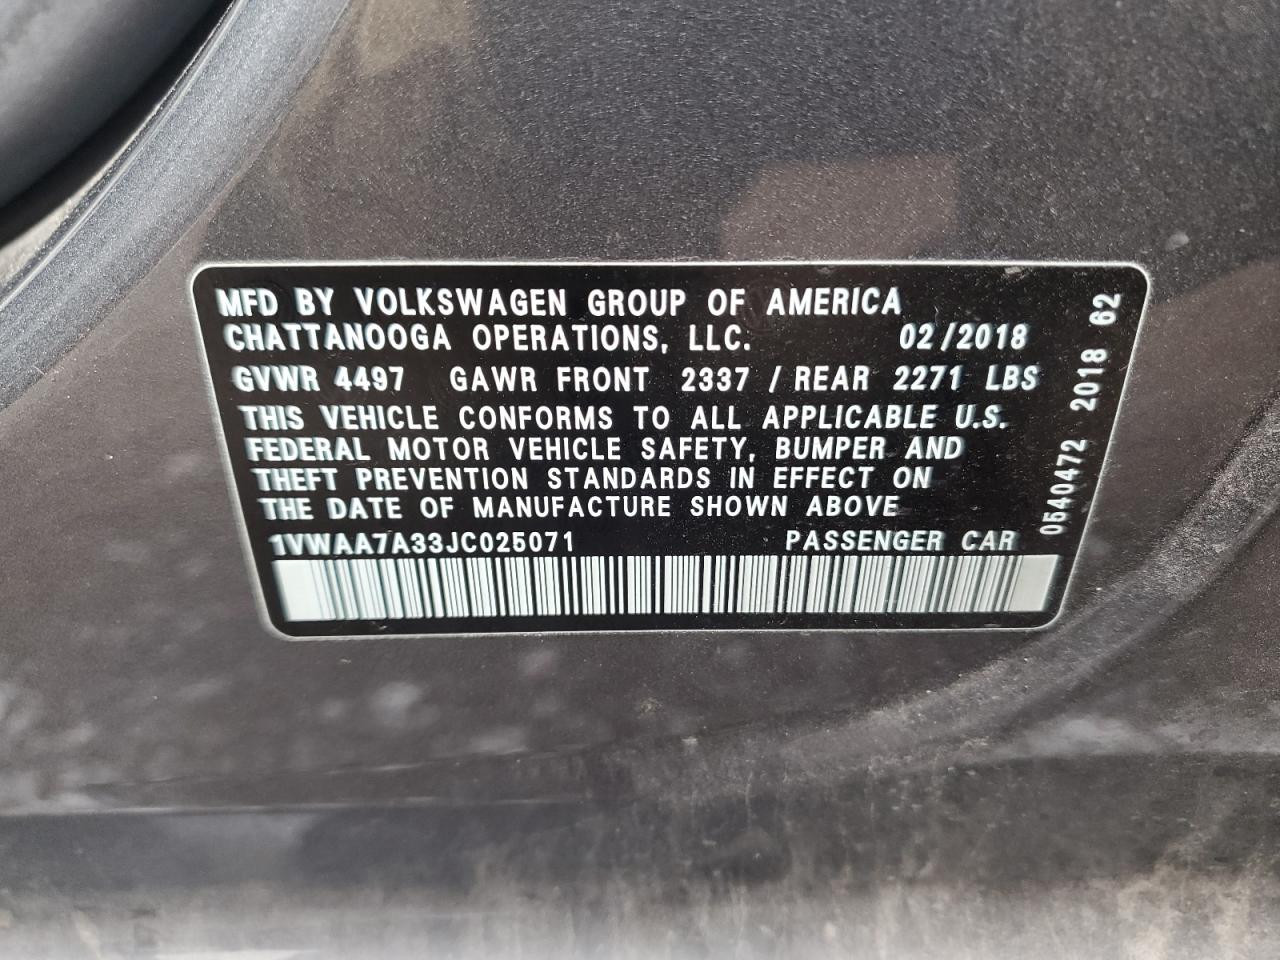 MFD BY VOLKSWAGEN GROUP OF AMERICA
CHATTANOOGA OPERATIONS, LLC. 02/2018
GVWR 4497 GAWR FRONT 2337 / REAR 2271 LBS
THIS VEHICLE CONFORMS TO ALL APPLICABLE U.S.
FEDERAL MOTOR VEHICLE SAFETY, BUMPER AND
THEFT PREVENTION STANDARDS IN EFFECT ON
THE DATE OF MANUFACTURE SHOWN ABOVE
1VWAA7A33JC025071 PASSENGER CAR
0540472 2018 62